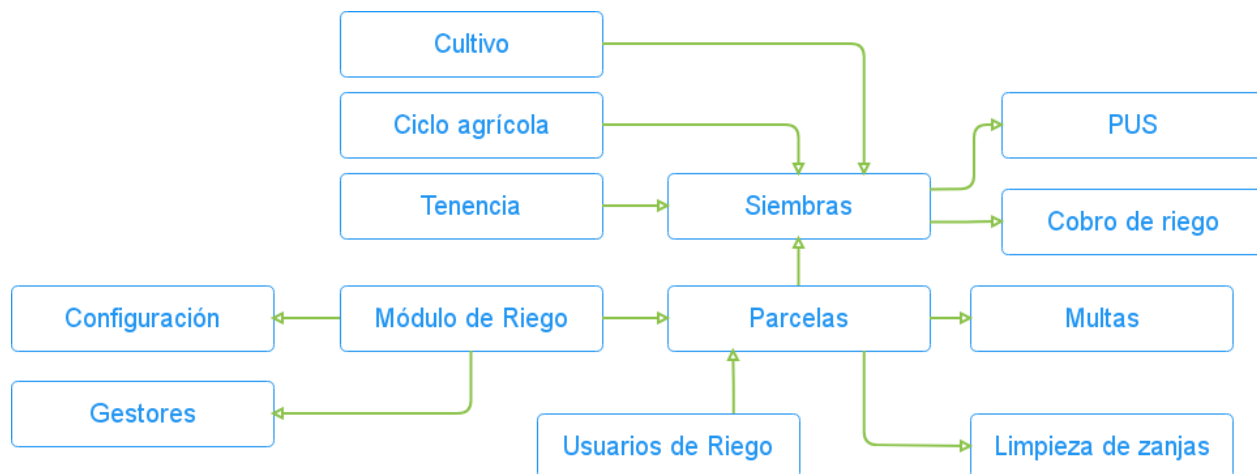 Cultivo
Ciclo agrícola
PUS
Tenencia
Siembras
Cobro de riego
Configuración
Módulo de Riego
Parcelas
Multas
Gestores
Usuarios de Riego
Limpieza de zanjas